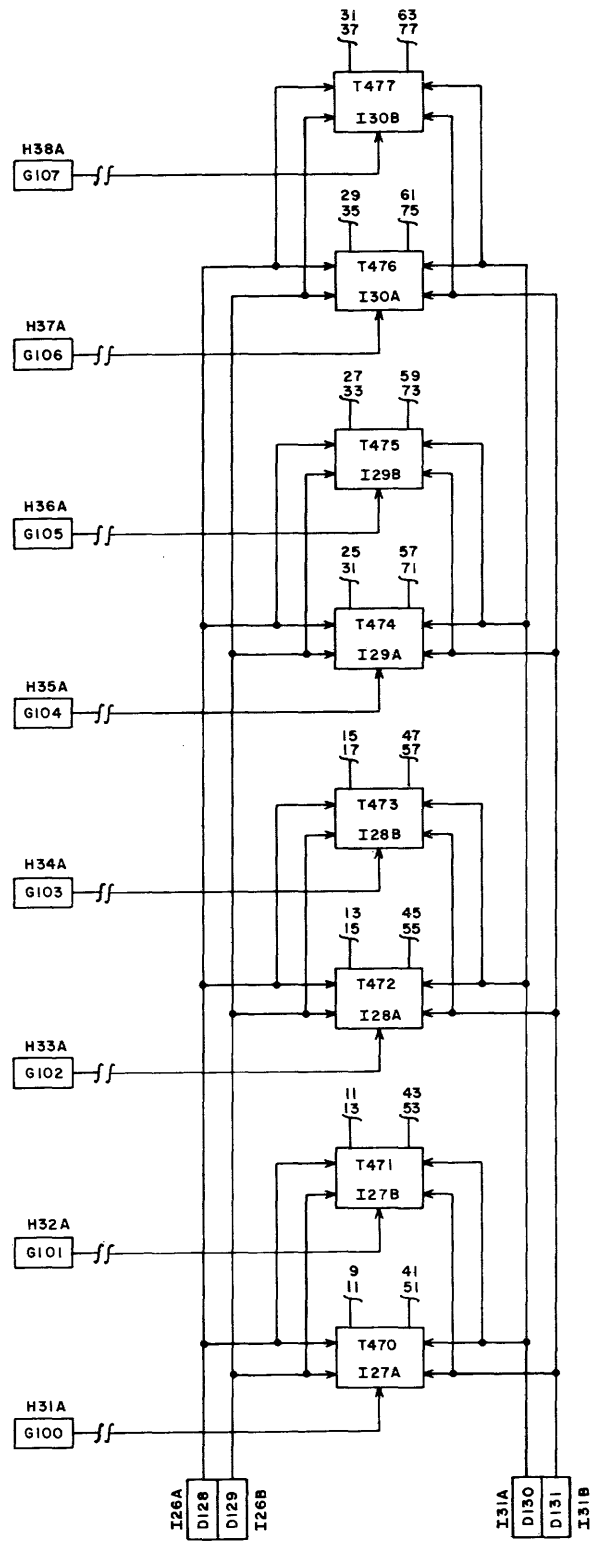 31 63
37 77
T477
I30B
H38A
G107
29 61
35 75
T476
I30A
H37A
G106
27 59
33 73
T475
I29B
H36A
G105
25 57
31 71
T474
I29A
H35A
G104
15 47
17 57
T473
I28B
H34A
G103
13 45
15 55
T472
I28A
H33A
G102
11 43
13 53
T471
I27B
H32A
G101
9 41
11 51
T470
I27A
H31A
G100
I26A
D128
D129
I26B
I31A
D130
D131
I31B